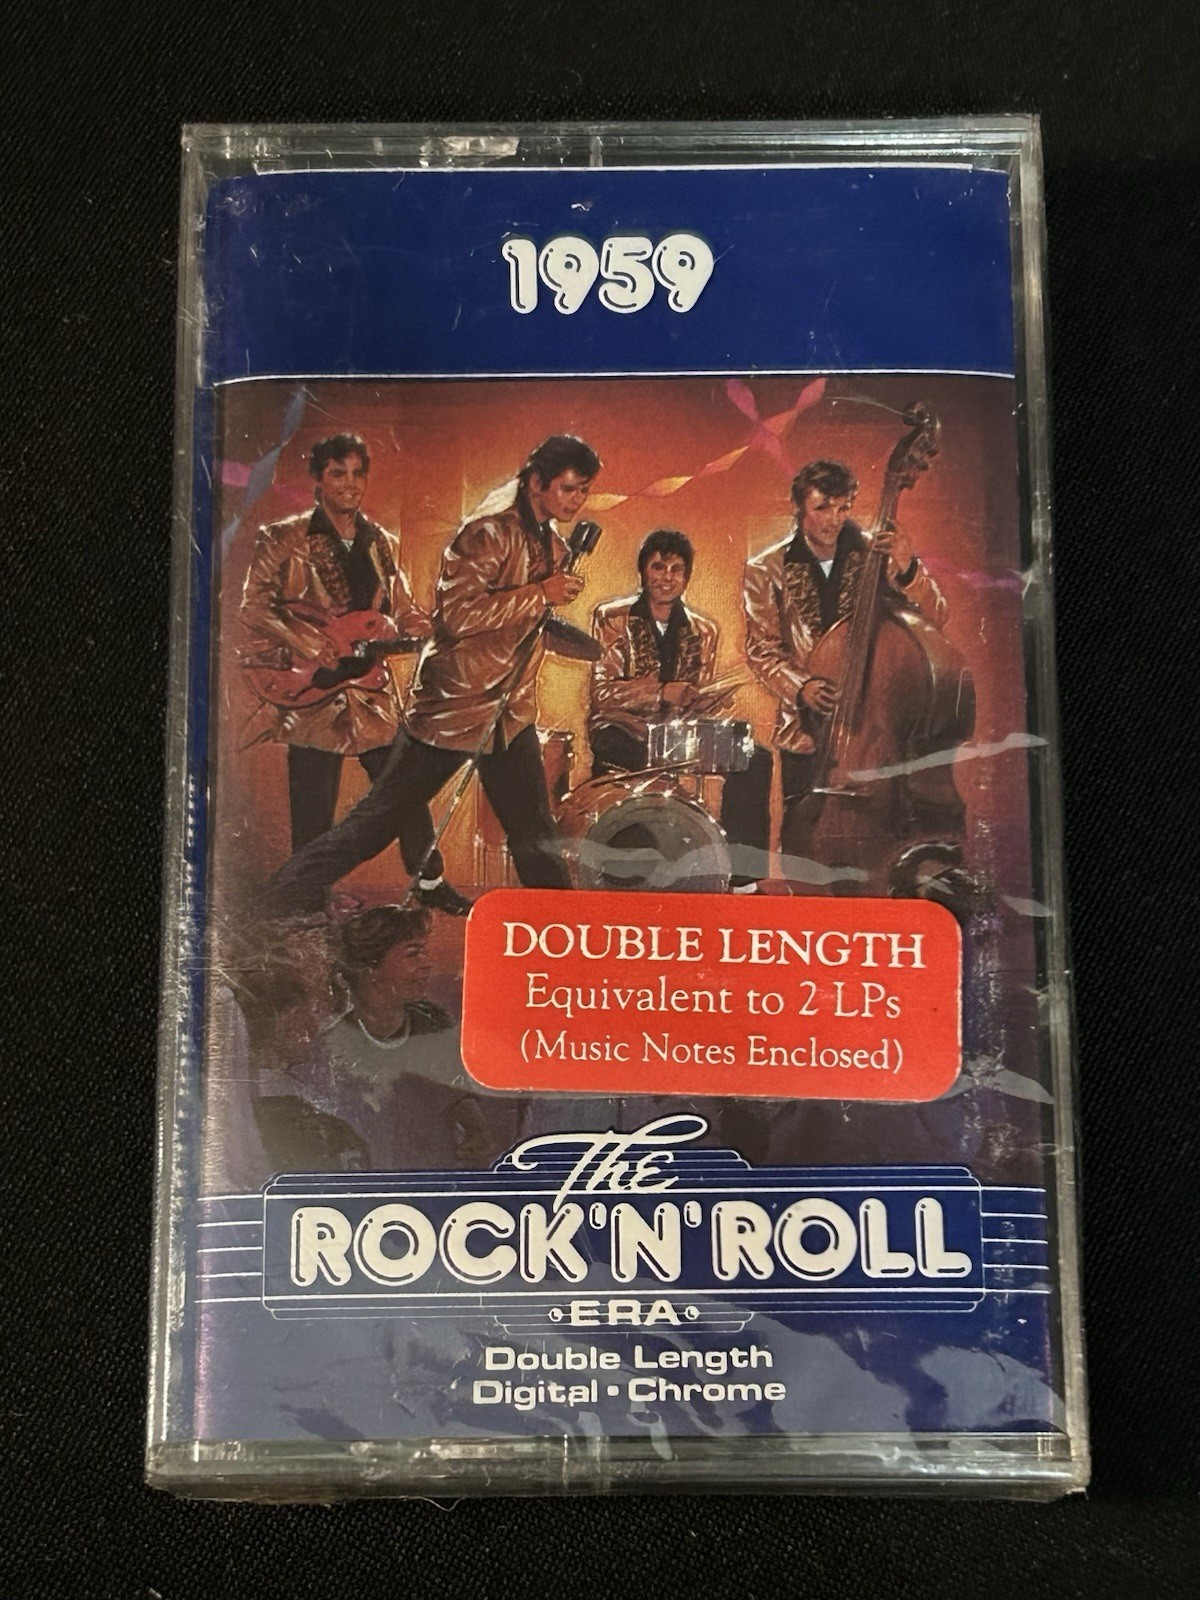 1959
DOUBLE LENGTH
Equivalent to 2 LPs
(Music Notes Enclosed)
The
ROCK'N'ROLL
•ERA•
Double Length
Digital • Chrome